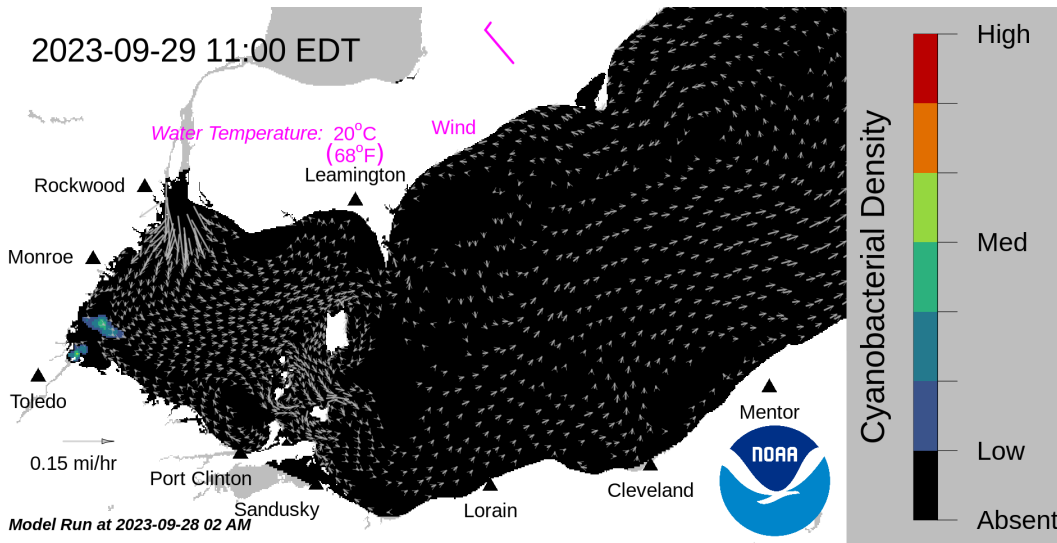 2023-09-29 11:00 EDT
Water Temperature: 20°C
(68°F)
Wind
Leamington
Rockwood
Monroe
Toledo
0.15 mi/hr
Port Clinton
Sandusky
Lorain
Cleveland
Mentor
NOAA
Model Run at 2023-09-28 02 AM
Cyanobacterial Density
High
Med
Low
Absent